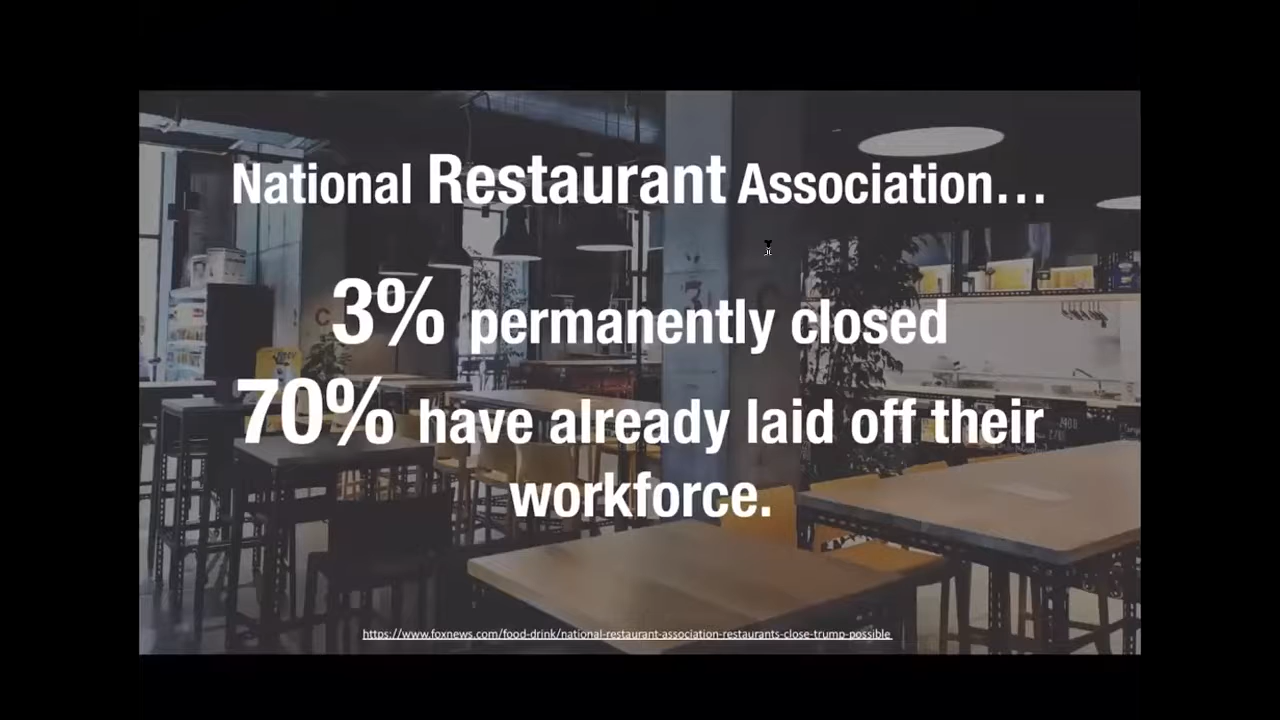 National Restaurant Association…
3% permanently closed
70% have already laid off their
workforce.
https://www.foxnews.com/food-drink/national-restaurant-association-restaurants-close-trump-possible